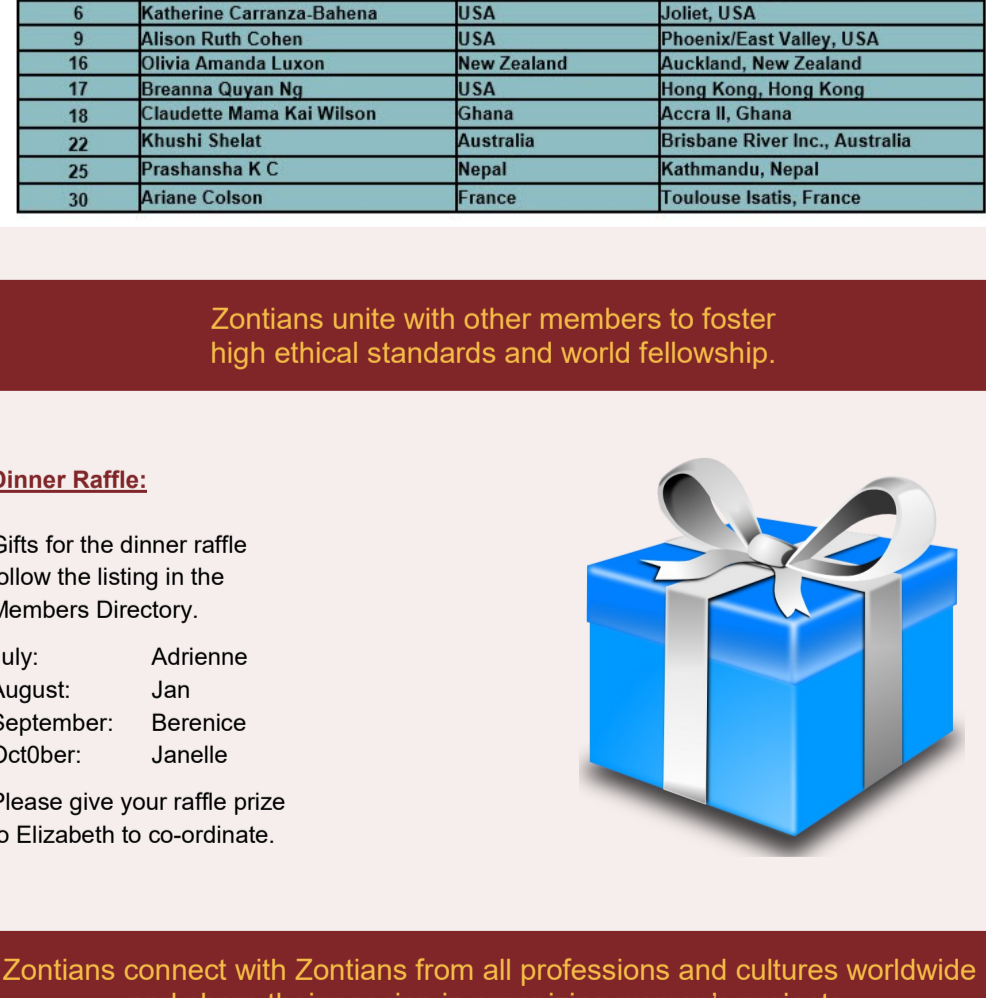 6 Katherine Carranza-Bahena USA Joliet, USA
9 Alison Ruth Cohen USA Phoenix/East Valley, USA
16 Olivia Amanda Luxon New Zealand Auckland, New Zealand
17 Breanna Quyan Ng USA Hong Kong, Hong Kong
18 Claudette Mama Kai Wilson Ghana Accra II, Ghana
22 Khushi Shelat Australia Brisbane River Inc., Australia
25 Prashansha K C Nepal Kathmandu, Nepal
30 Ariane Colson France Toulouse Isatis, France
Zontians unite with other members to foster
high ethical standards and world fellowship.
Dinner Raffle:
Gifts for the dinner raffle
follow the listing in the
Members Directory.
July: Adrienne
August: Jan
September: Berenice
Oct0ber: Janelle
Please give your raffle prize
to Elizabeth to co-ordinate.
Zontians connect with Zontians from all professions and cultures worldwide